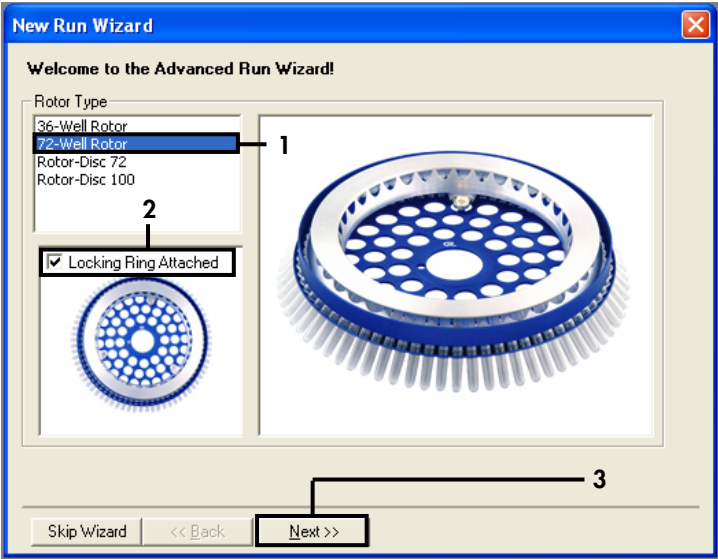 New Run Wizard
Welcome to the Advanced Run Wizard!
Rotor Type
36-Well Rotor
72-Well Rotor
Rotor-Disc 72
Rotor-Disc 100
1
2
Locking Ring Attached
3
Skip Wizard
<< Back
Next >>